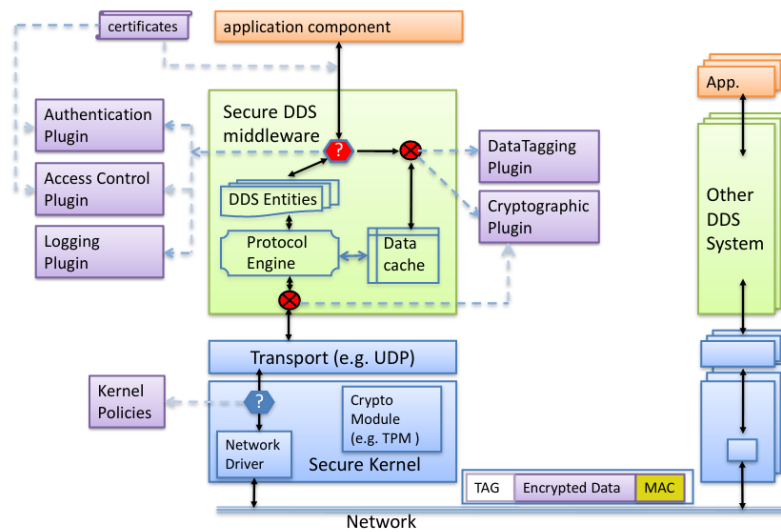 certificates
application component
App.
Secure DDS
middleware
?
Authentication
Plugin
DataTagging
Plugin
Access Control
Plugin
DDS Entities
Cryptographic
Plugin
Other
DDS
System
Logging
Plugin
Protocol
Engine
Data
cache
Transport (e.g. UDP)
Kernel
Policies
?
Crypto
Module
(e.g. TPM )
Network
Driver
Secure Kernel
TAG
Encrypted Data
MAC
Network